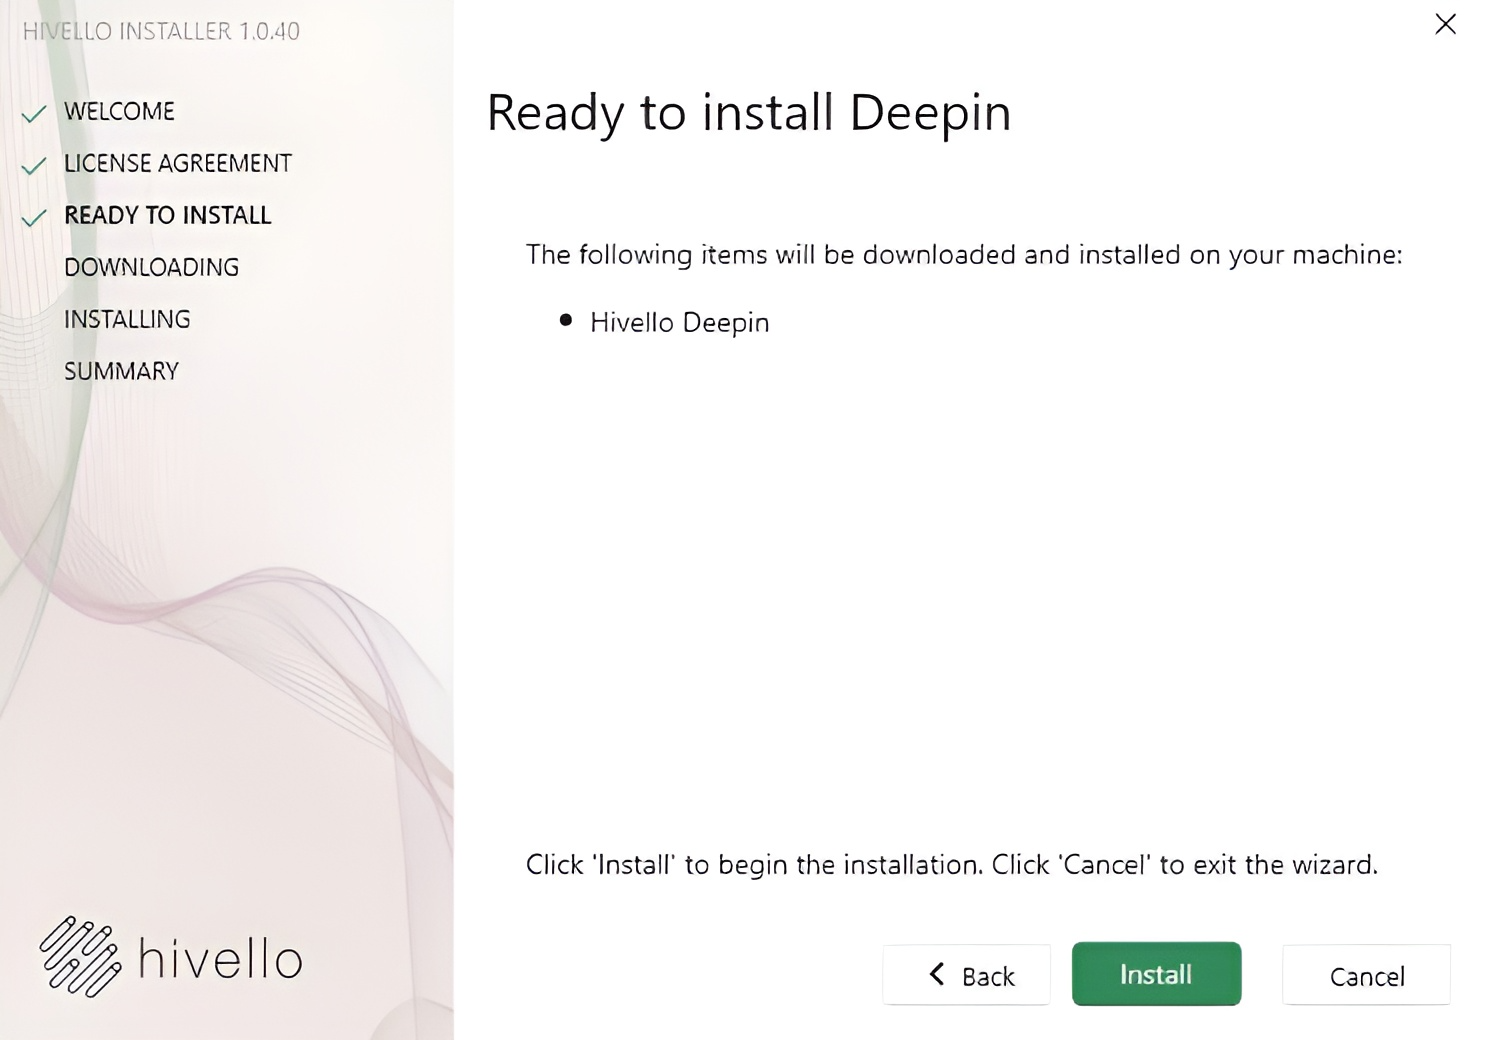 HIVELLO INSTALLER 1.0.40
WELCOME
LICENSE AGREEMENT
READY TO INSTALL
DOWNLOADING
INSTALLING
SUMMARY
hivello
Ready to install Deepin
The following items will be downloaded and installed on your machine:
• Hivello Deepin
Click 'Install' to begin the installation. Click 'Cancel' to exit the wizard.
Back
Install
Cancel